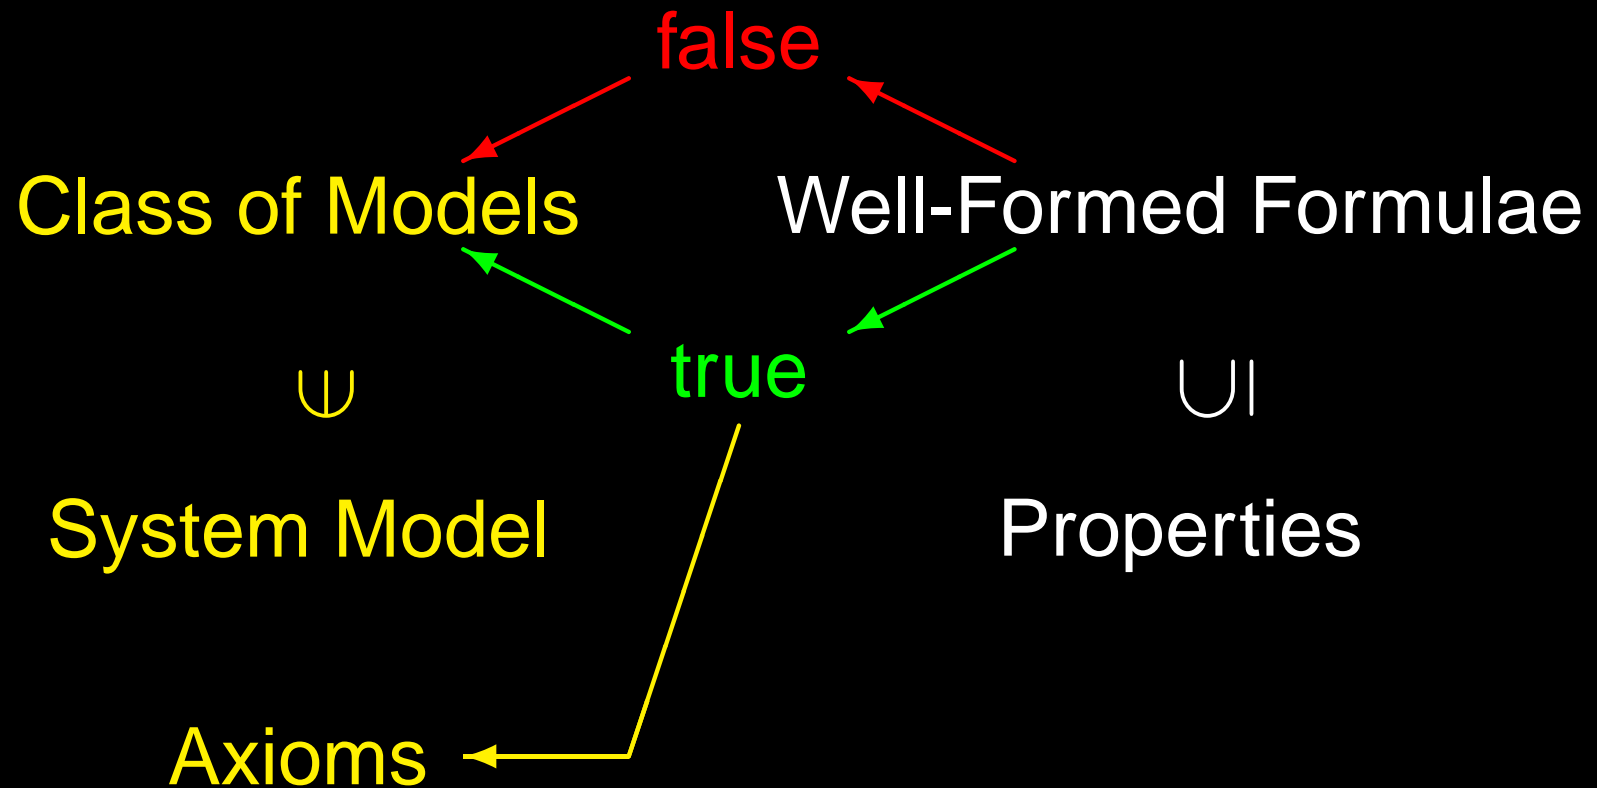 false
Class of Models Well-Formed Formulae
true
System Model Properties
Axioms